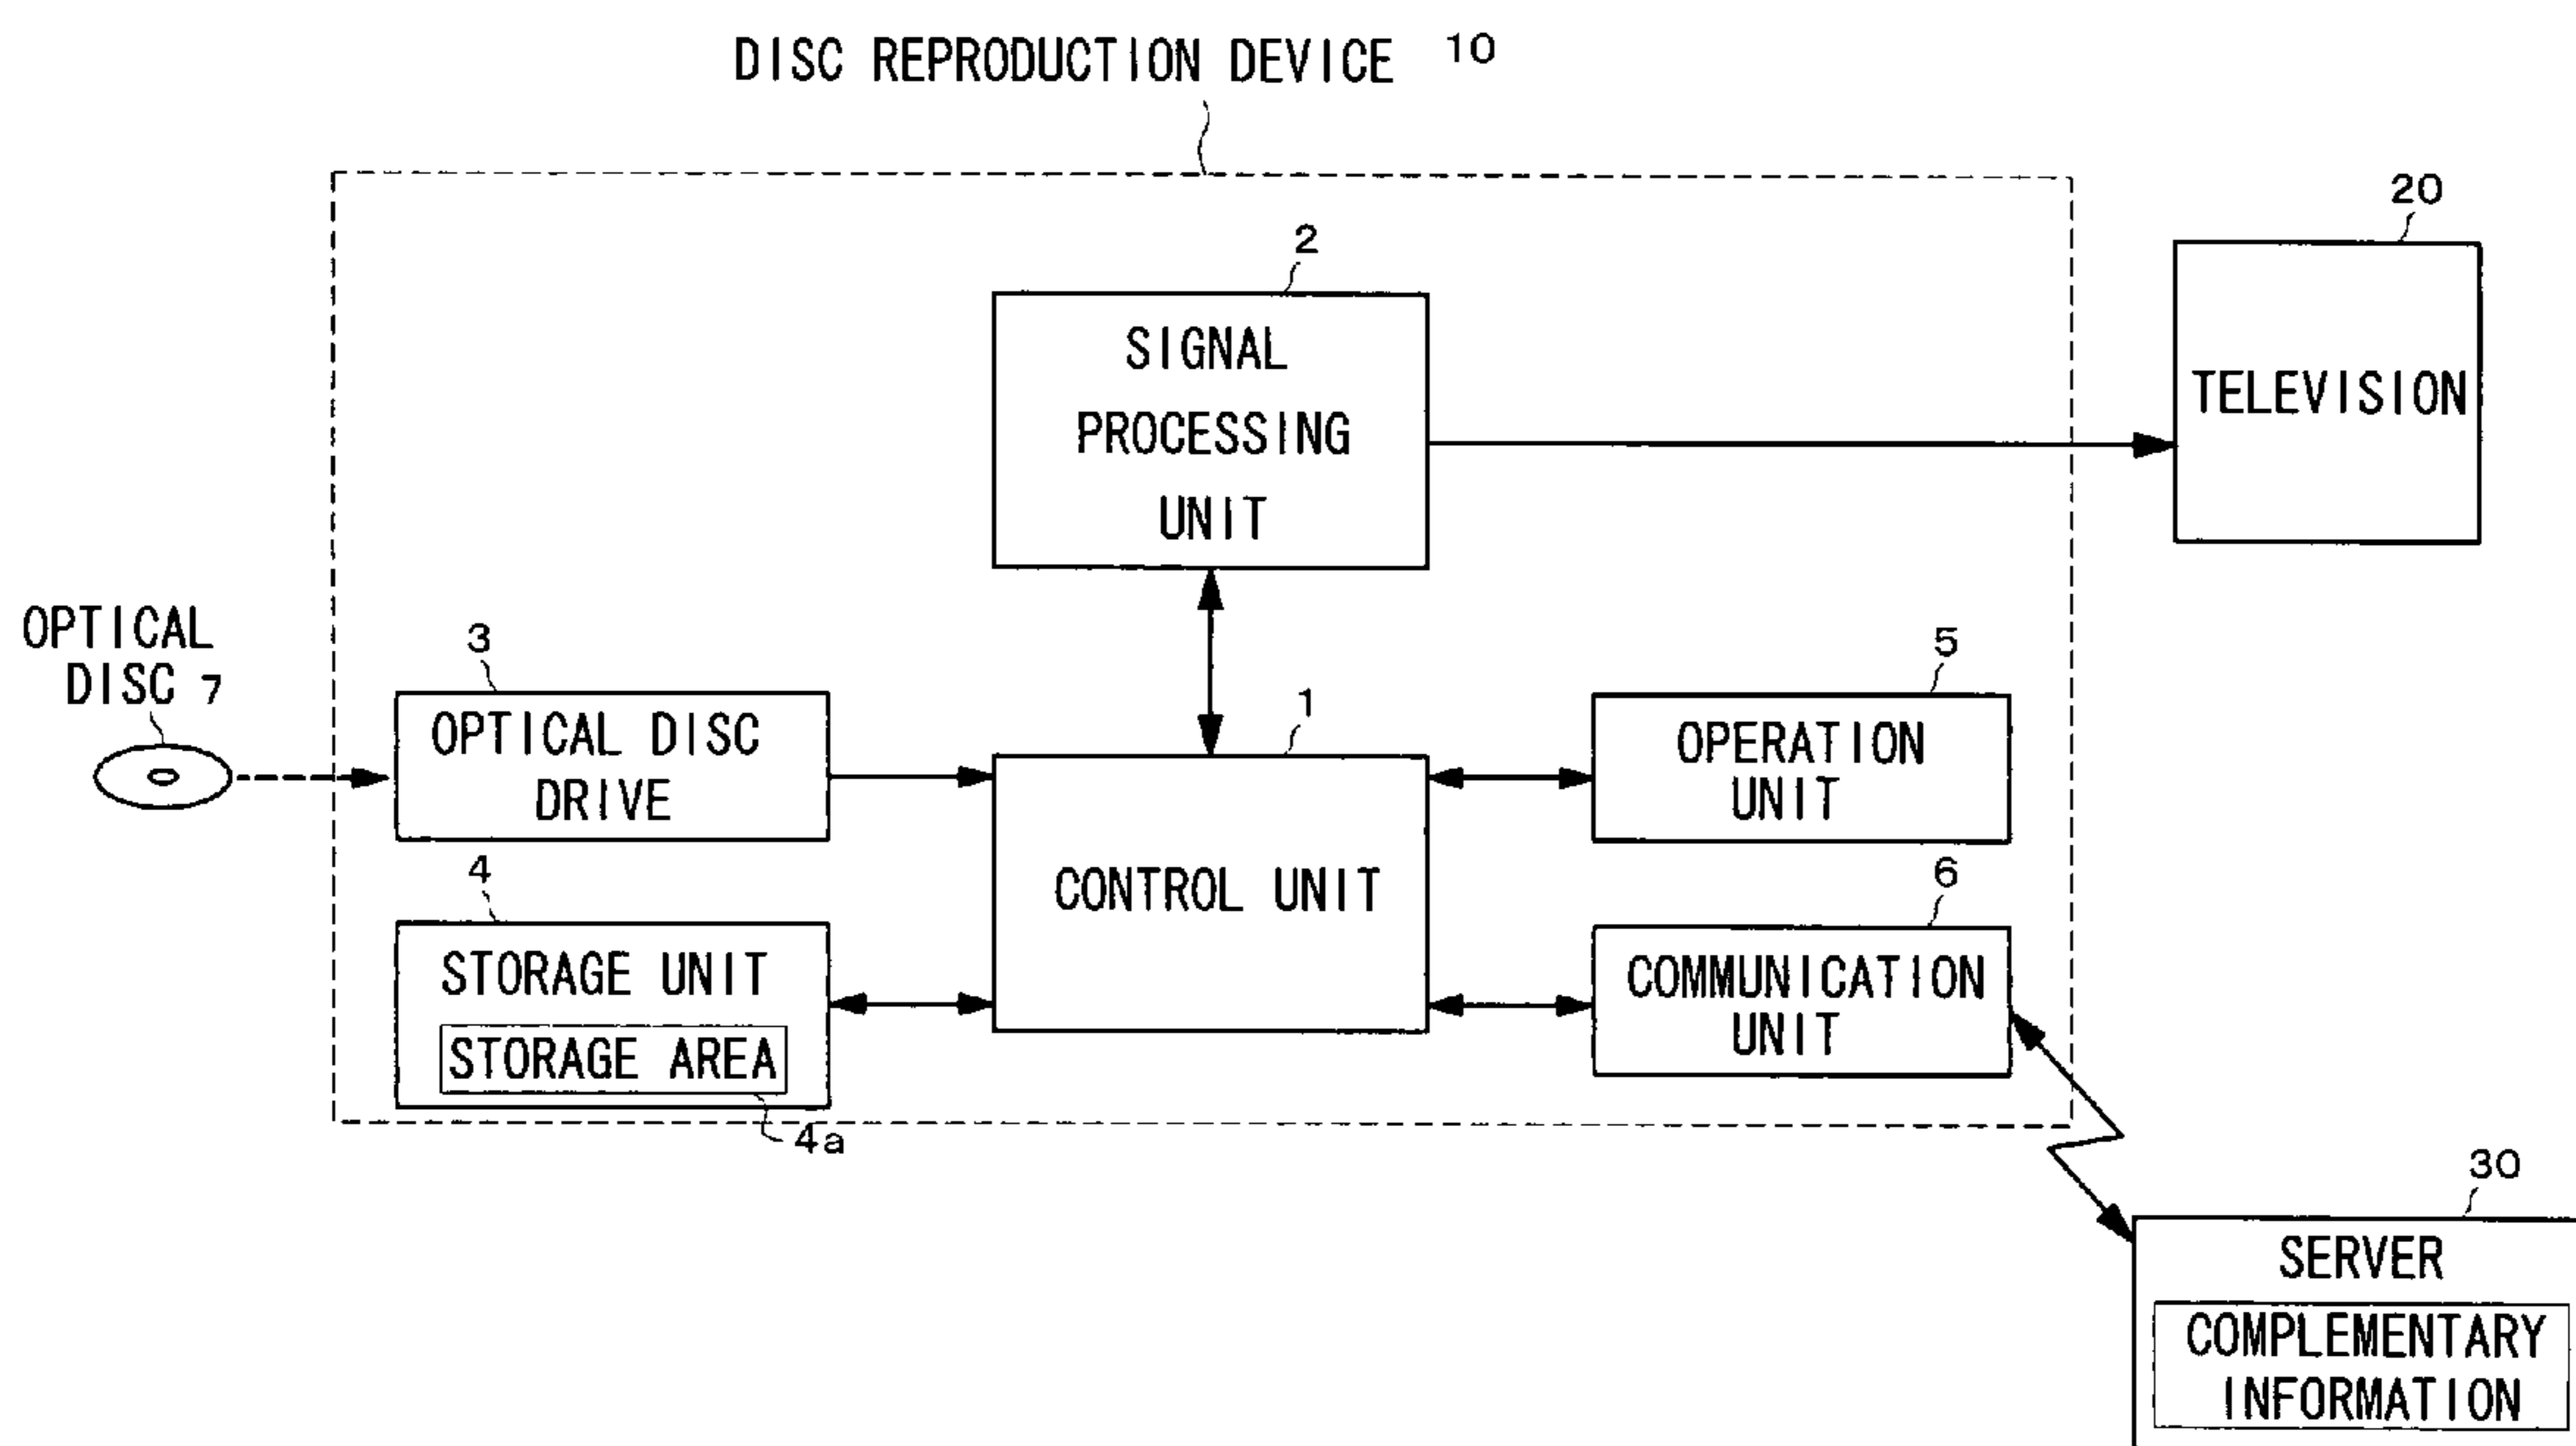 DISC REPRODUCTION DEVICE 10
20
2
SIGNAL
PROCESSING
UNIT
TELEVISION
OPTICAL
DISC 7
3
OPTICAL DISC
DRIVE
1
CONTROL UNIT
5
OPERATION
UNIT
4
STORAGE UNIT
STORAGE AREA
4a
6
COMMUNICATION
UNIT
30
SERVER
COMPLEMENTARY
INFORMATION